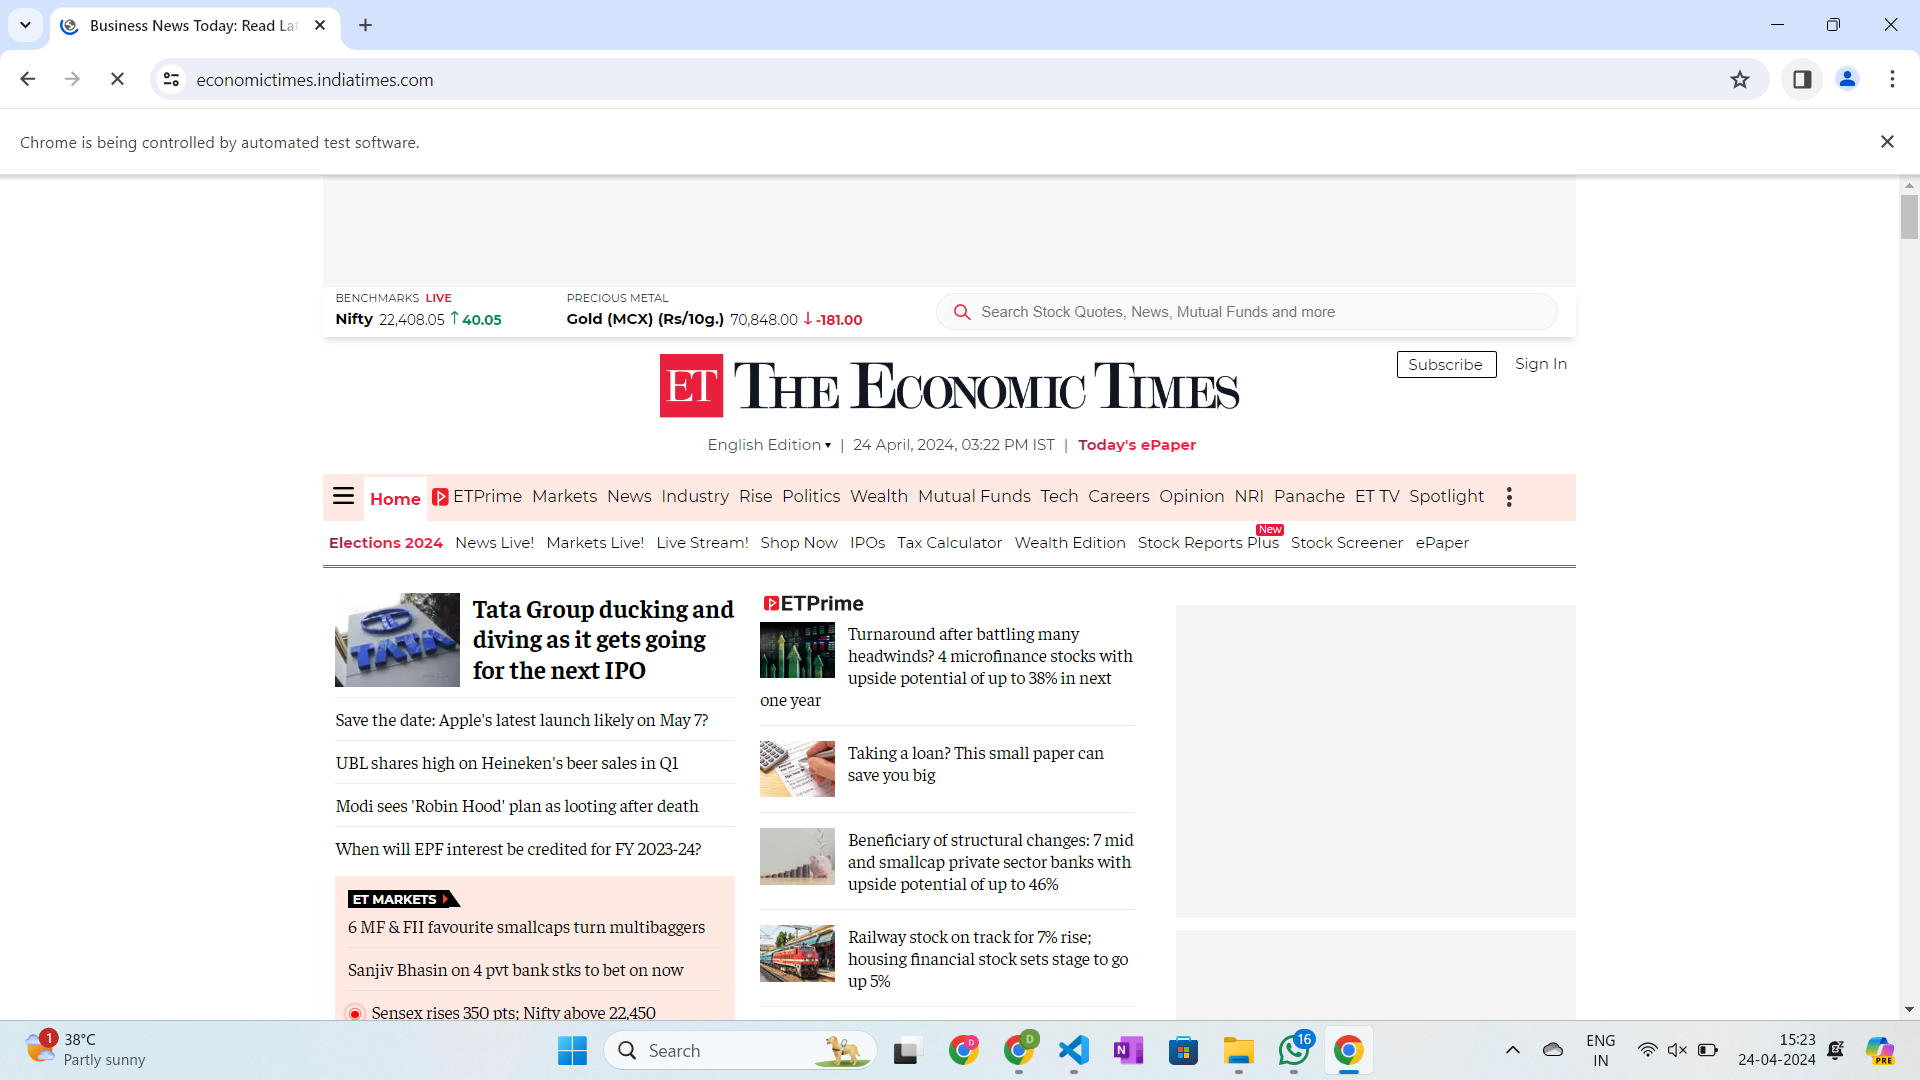 Business News Today: Read Lat
economictimes.indiatimes.com
Chrome is being controlled by automated test software.
BENCHMARKS LIVE
Nifty 22,408.05 ↑ 40.05
PRECIOUS METAL
Gold (MCX) (Rs/10g.) 70,848.00 ↓ -181.00
Search Stock Quotes, News, Mutual Funds and more
ET THE ECONOMIC TIMES
Subscribe Sign In
English Edition ▾ | 24 April, 2024, 03:22 PM IST | Today's ePaper
Home ETPrime Markets News Industry Rise Politics Wealth Mutual Funds Tech Careers Opinion NRI Panache ET TV Spotlight
New
Elections 2024 News Live! Markets Live! Live Stream! Shop Now IPOs Tax Calculator Wealth Edition Stock Reports Plus Stock Screener ePaper
TATA
Tata Group ducking and
diving as it gets going
for the next IPO
Save the date: Apple's latest launch likely on May 7?
UBL shares high on Heineken's beer sales in Q1
Modi sees 'Robin Hood' plan as looting after death
When will EPF interest be credited for FY 2023-24?
ET MARKETS
6 MF & FII favourite smallcaps turn multibaggers
Sanjiv Bhasin on 4 pvt bank stks to bet on now
Sensex rises 350 pts; Nifty above 22,450
ETPrime
Turnaround after battling many
headwinds? 4 microfinance stocks with
upside potential of up to 38% in next
one year
Taking a loan? This small paper can
save you big
Beneficiary of structural changes: 7 mid
and smallcap private sector banks with
upside potential of up to 46%
Railway stock on track for 7% rise;
housing financial stock sets stage to go
up 5%
1
38°C
Partly sunny
Search
D
D
N
16
ENG
IN
15:23
24-04-2024
PRE